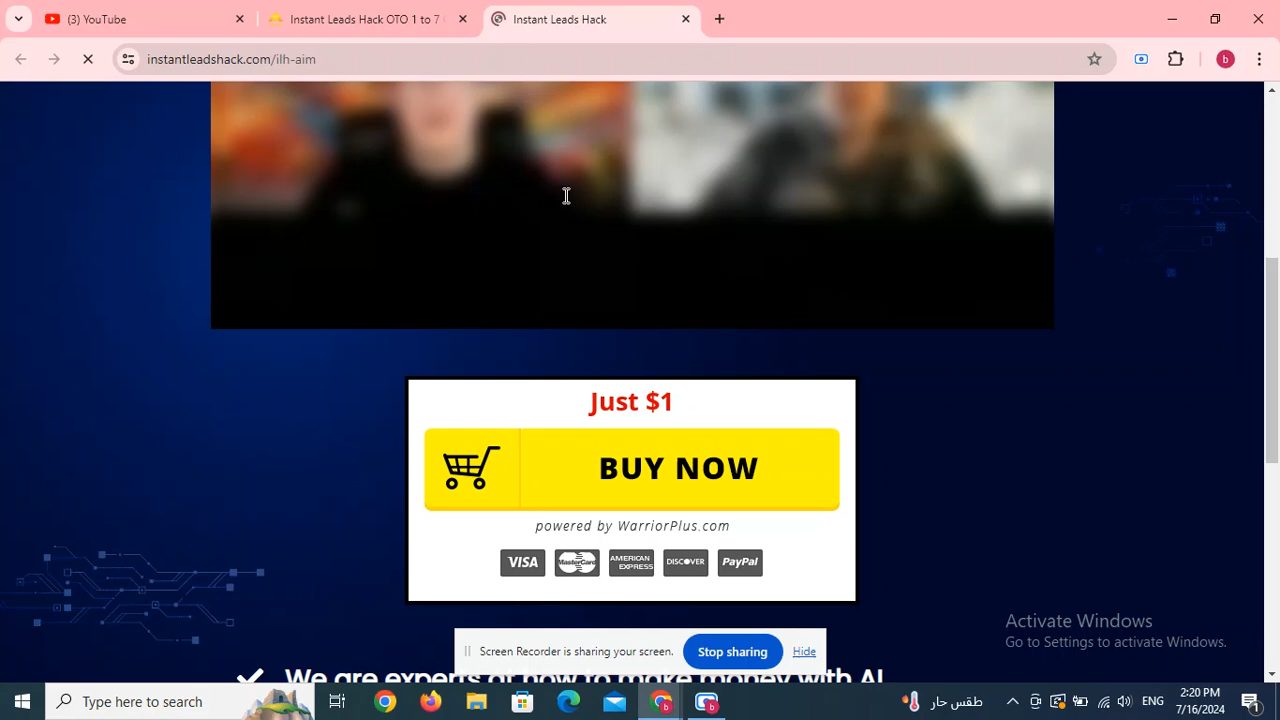 (3) YouTube
Instant Leads Hack OTO 1 to 7
Instant Leads Hack
instantleadshack.com/ilh-aim
b
Just $1
BUY NOW
powered by WarriorPlus.com
VISA
MasterCard
AMERICAN EXPRESS
DISCOVER
PayPal
Activate Windows
Go to Settings to activate Windows.
Screen Recorder is sharing your screen.
Stop sharing
Hide
We are experts at how to make money with AI
Type here to search
b
b
طقس حار
ENG
2:20 PM
7/16/2024
1